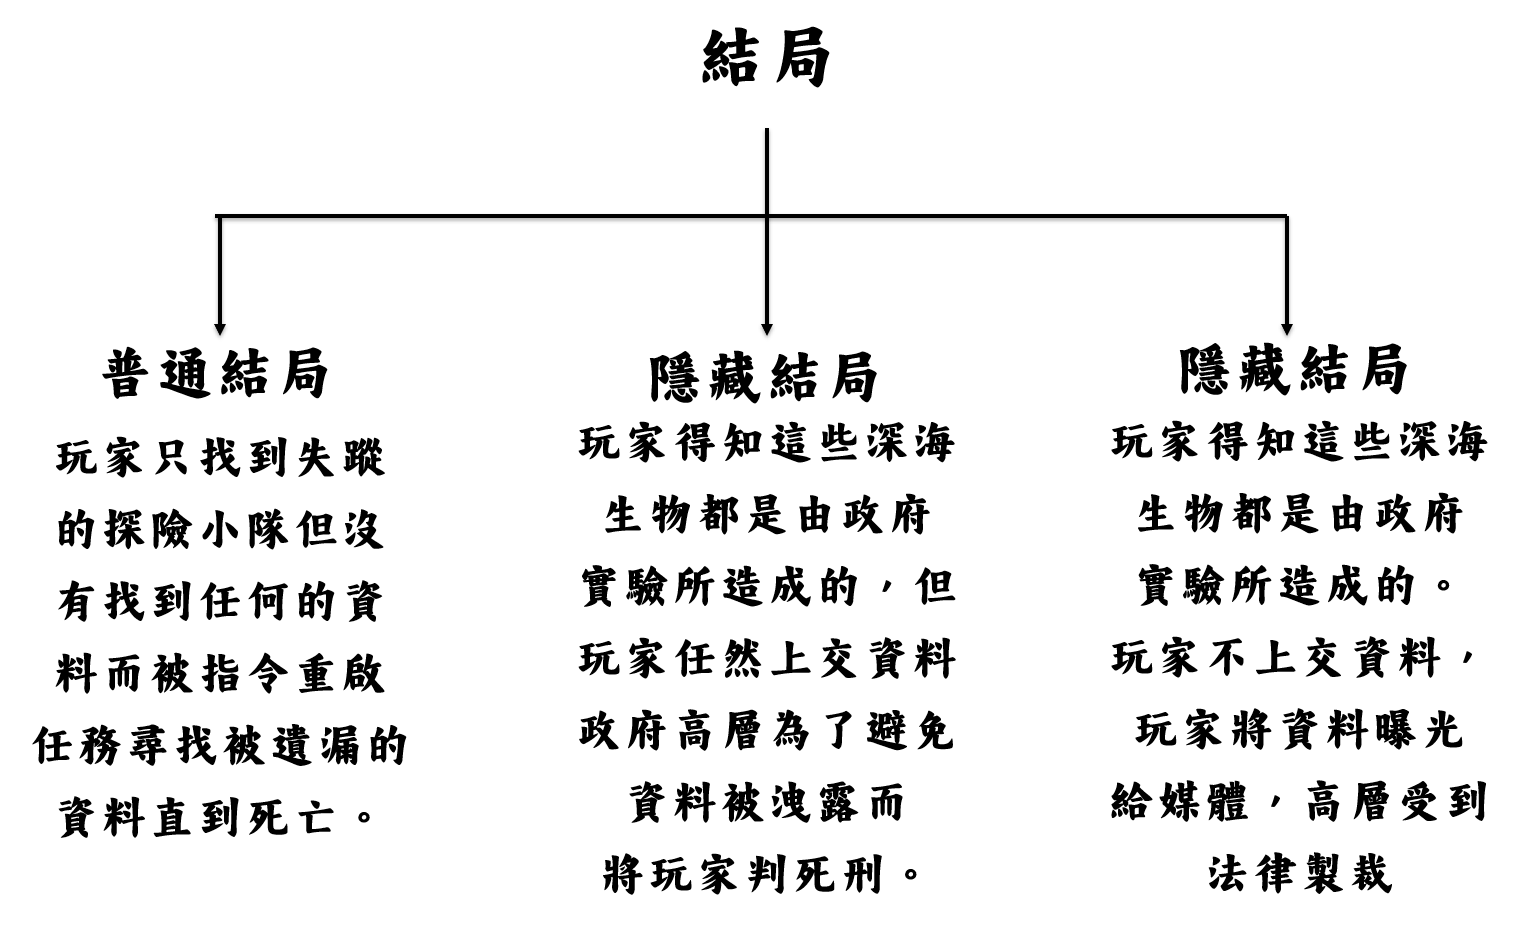 結局
普通結局
玩家只找到失蹤
的探險小隊但沒
有找到任何的資
料而被指令重啟
任務尋找被遺漏的
資料直到死亡。
隱藏結局
玩家得知這些深海
生物都是由政府
實驗所造成的，但
玩家任然上交資料
政府高層為了避免
資料被洩露而
將玩家判死刑。
隱藏結局
玩家得知這些深海
生物都是由政府
實驗所造成的。
玩家不上交資料，
玩家將資料曝光
給媒體，高層受到
法律製裁